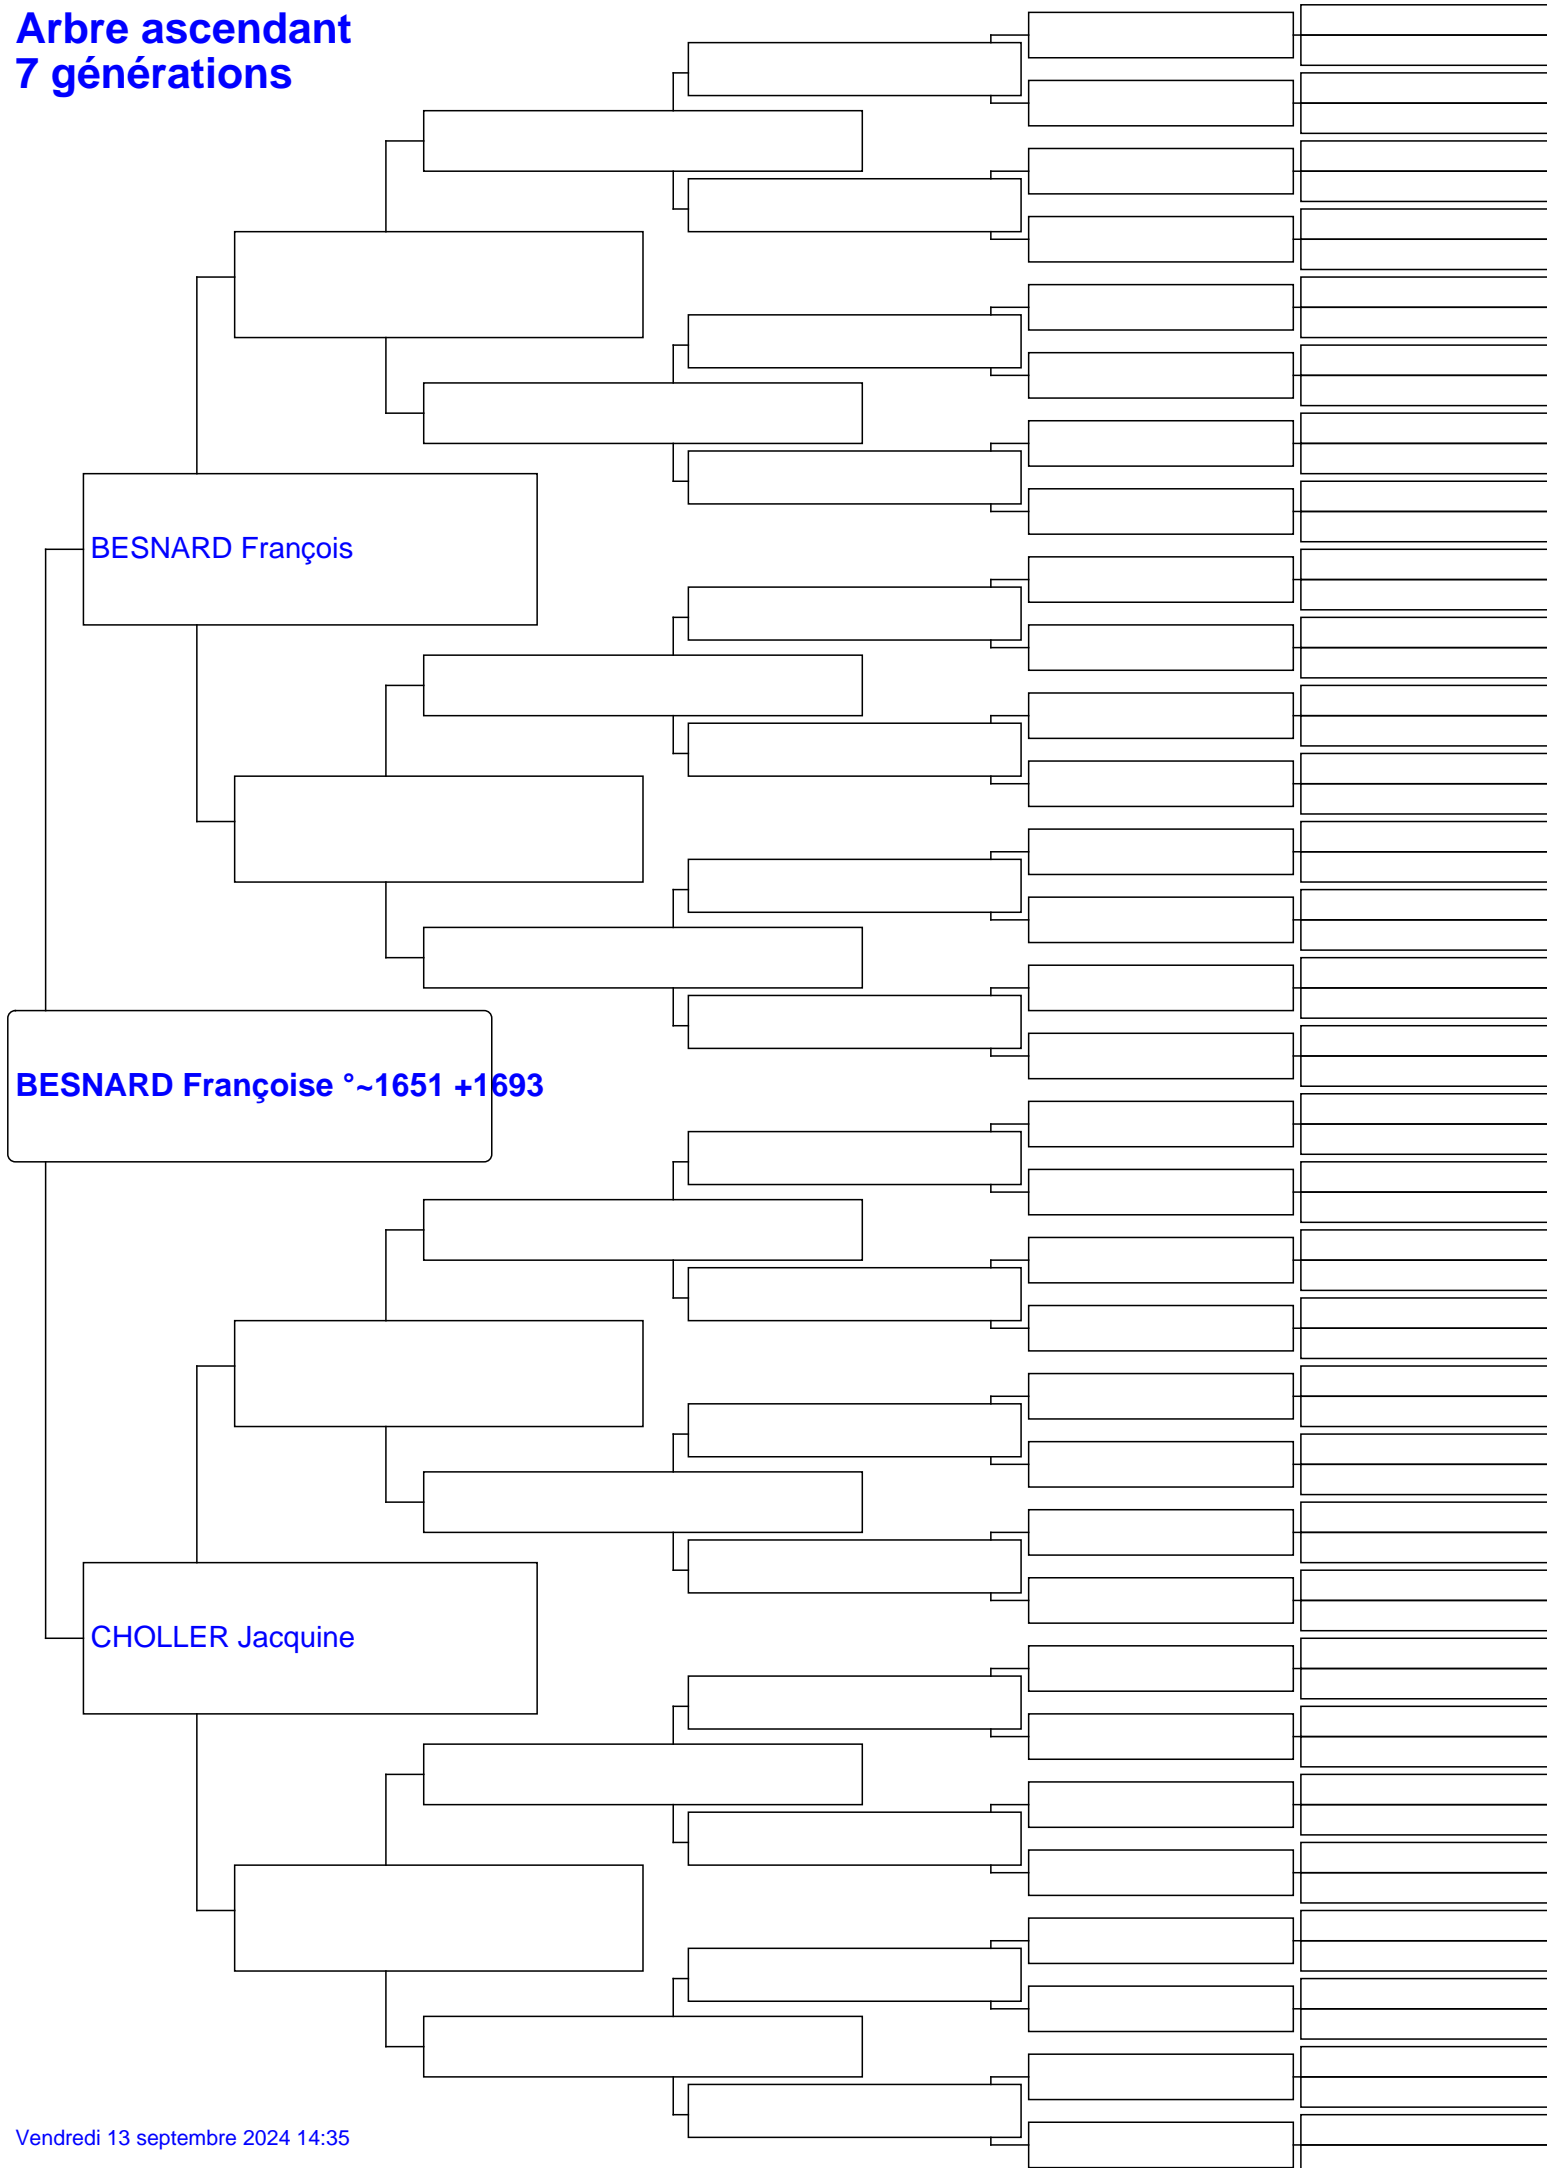 Arbre ascendant
7 générations
BESNARD François
BESNARD Françoise °~1651 +1693
CHOLLER Jacquine
Vendredi 13 septembre 2024 14:35